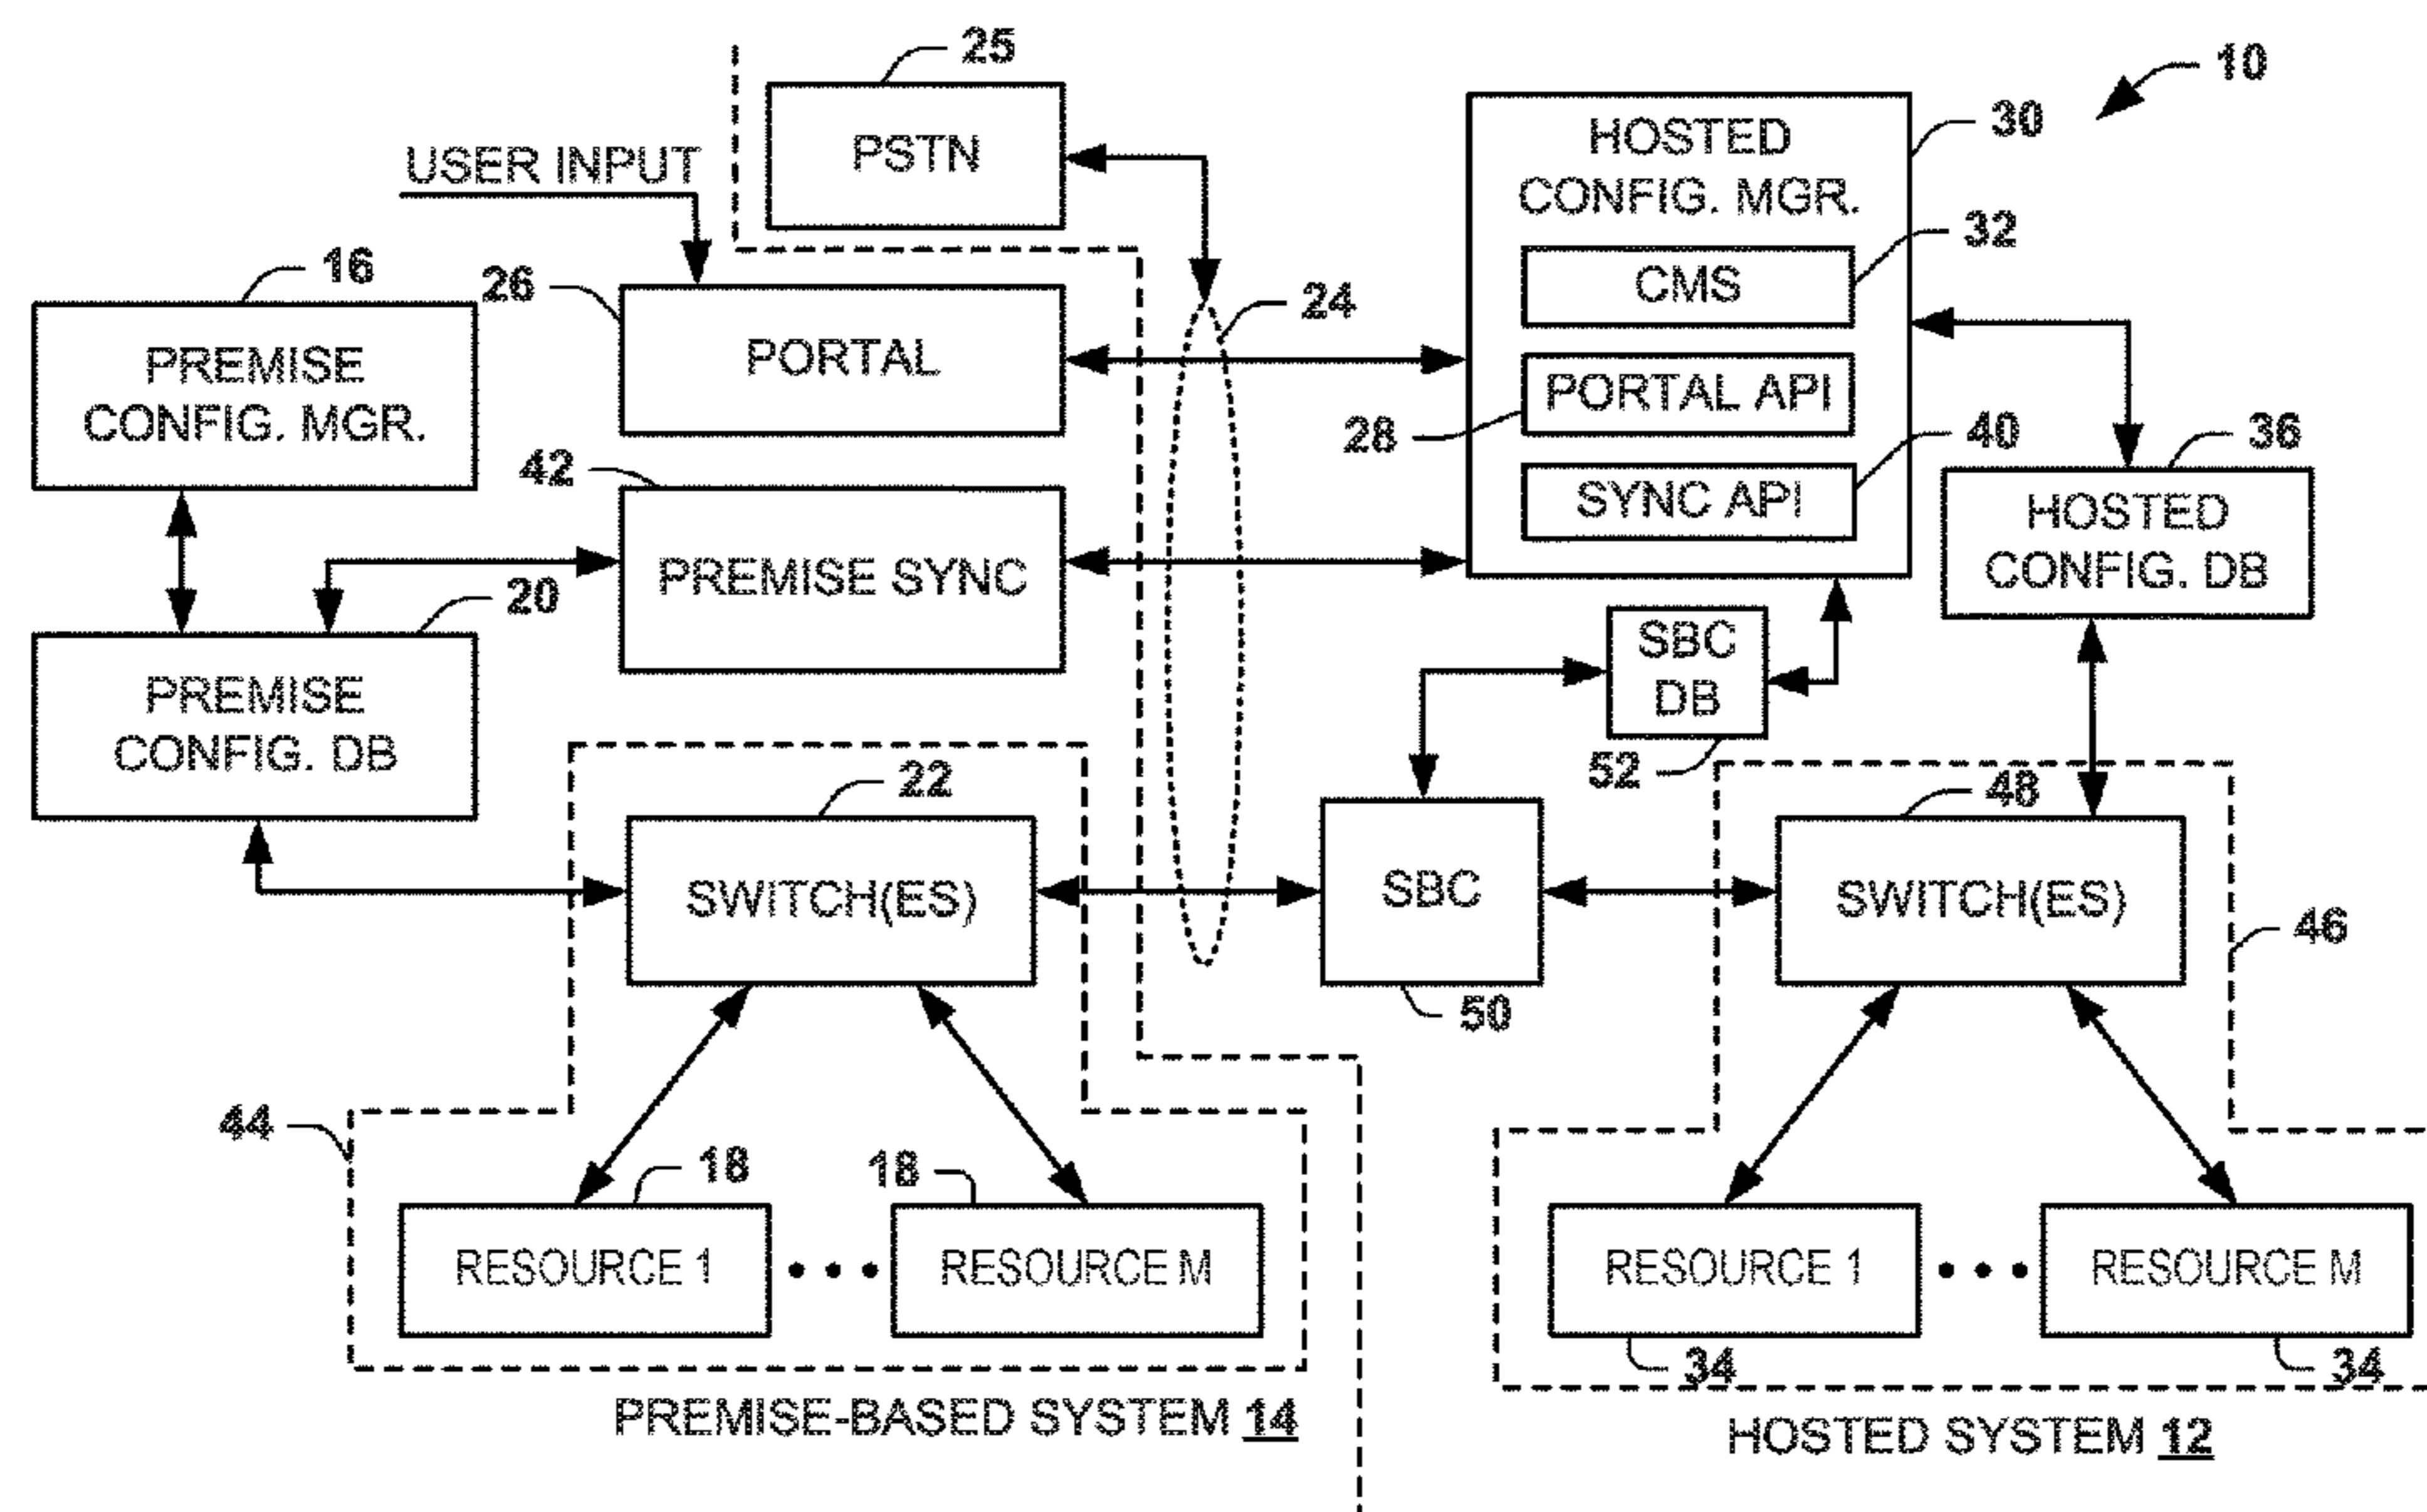 25
10
PSTN
HOSTED
CONFIG. MGR.
30
USER INPUT
32
CMS
16
26
24
PORTAL
PREMISE
CONFIG. MGR.
PORTAL API
28
40
36
42
SYNC API
HOSTED
CONFIG. DB
PREMISE SYNC
20
SBC
DB
PREMISE
CONFIG. DB
52
22
48
SWITCH(ES)
SBC
SWITCH(ES)
46
50
44
18
18
RESOURCE 1
RESOURCE M
RESOURCE 1
RESOURCE M
34
34
PREMISE-BASED SYSTEM 14
HOSTED SYSTEM 12